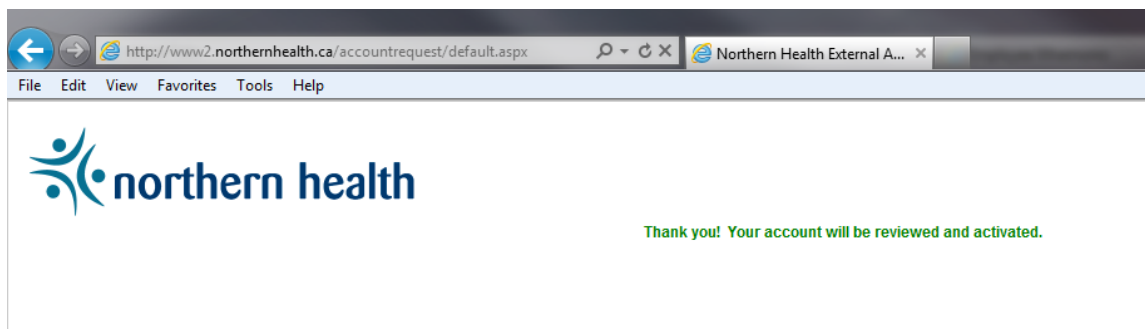 http://www2.northernhealth.ca/accountrequest/default.aspx
Northern Health External A...
File Edit View Favorites Tools Help
northern health
Thank you! Your account will be reviewed and activated.